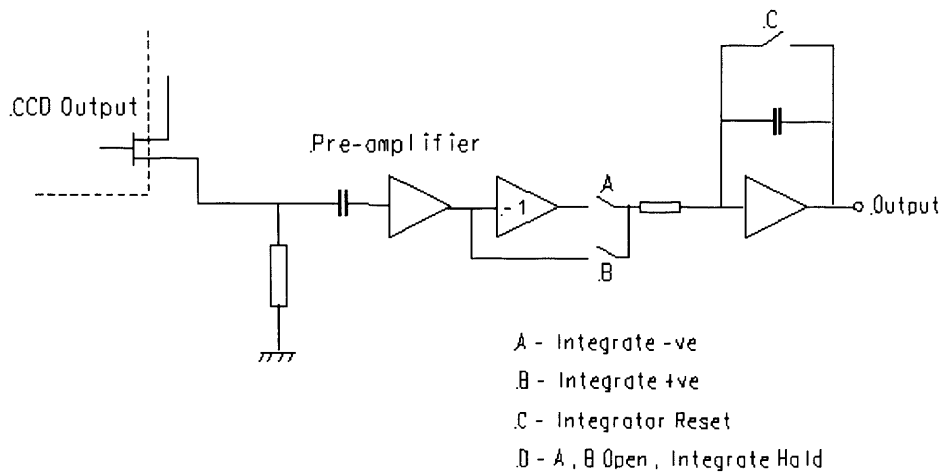 .C
.CCD Output
.Pre-amplifier
.A
.-1
.Output
.B
.A - Integrate -ve
.B - Integrate +ve
.C - Integrator Reset
.D - A , B Open , Integrate Hold